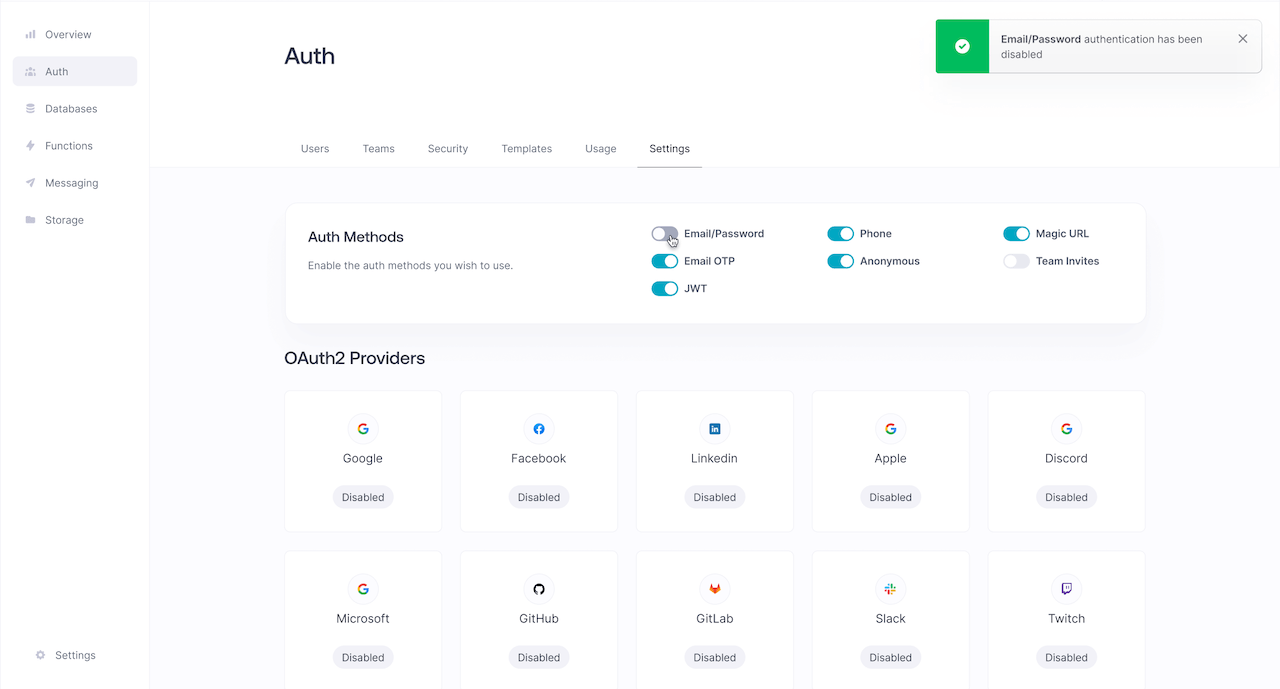 Overview
Auth
Databases
Functions
Messaging
Storage
Settings
Auth
Email/Password authentication has been
disabled
Users
Teams
Security
Templates
Usage
Settings
Auth Methods
Enable the auth methods you wish to use.
Email/Password
Phone
Magic URL
Email OTP
Anonymous
Team Invites
JWT
OAuth2 Providers
Google
Facebook
Linkedin
Apple
Discord
Disabled
Disabled
Disabled
Disabled
Disabled
Microsoft
GitHub
GitLab
Slack
Twitch
Disabled
Disabled
Disabled
Disabled
Disabled